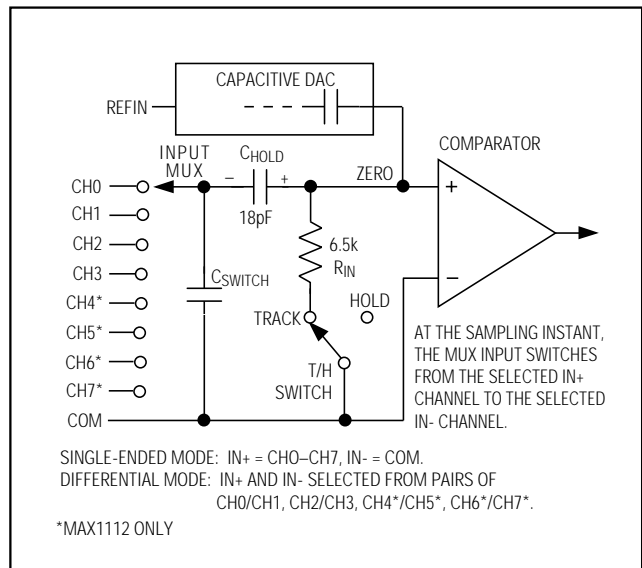 CAPACITIVE DAC
REFIN
COMPARATOR
INPUT
MUX
CHOLD
ZERO
– +
+
CH0
18pF
CH1
6.5k
CH2
RIN
CH3
CSWITCH
–
HOLD
CH4*
TRACK
CH5*
AT THE SAMPLING INSTANT,
THE MUX INPUT SWITCHES
FROM THE SELECTED IN+
CHANNEL TO THE SELECTED
IN- CHANNEL.
CH6*
T/H
SWITCH
CH7*
COM
SINGLE-ENDED MODE: IN+ = CHO–CH7, IN- = COM.
DIFFERENTIAL MODE: IN+ AND IN- SELECTED FROM PAIRS OF
CH0/CH1, CH2/CH3, CH4*/CH5*, CH6*/CH7*.
*MAX1112 ONLY